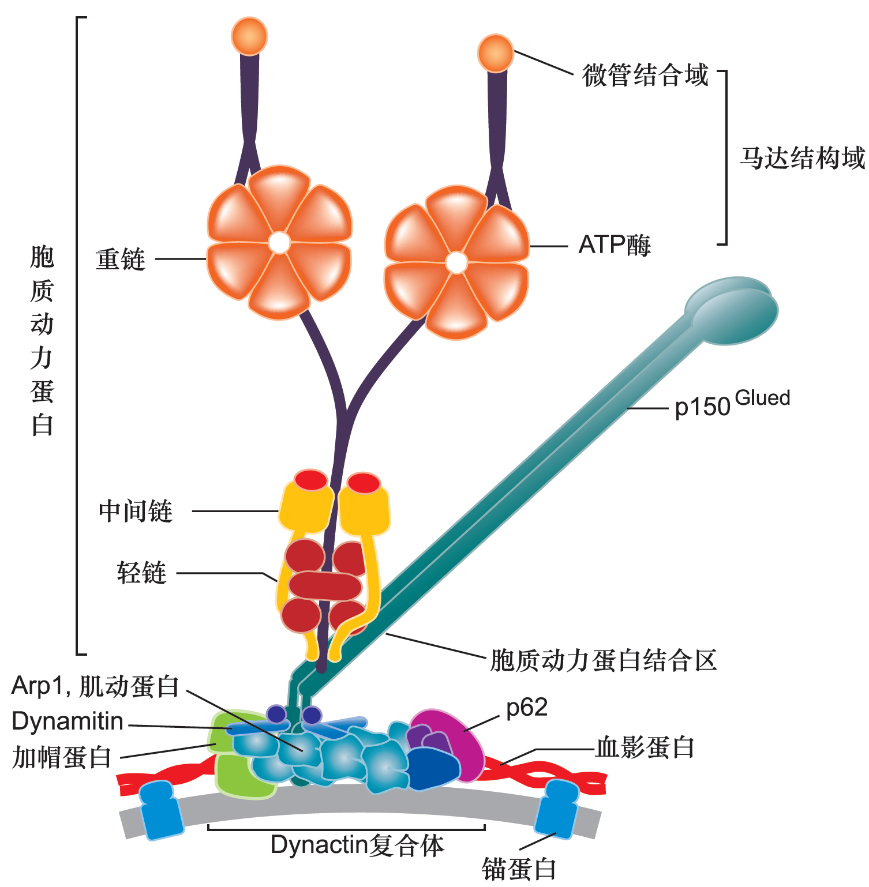 微管结合域
马达结构域
ATP酶
重链
胞质动力蛋白
p150Glued
中间链
轻链
胞质动力蛋白结合区
Arp1, 肌动蛋白
p62
Dynamitin
血影蛋白
加帽蛋白
Dynactin复合体
锚蛋白